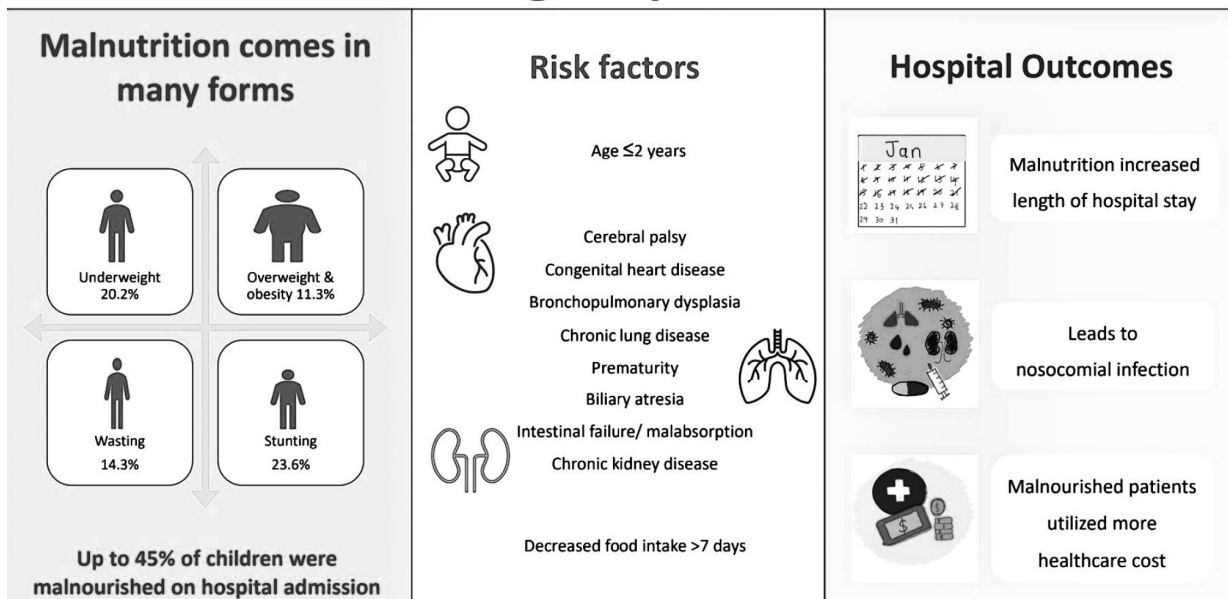 Malnutrition comes in
many forms
Underweight
20.2%
Overweight &
obesity 11.3%
Wasting
14.3%
Stunting
23.6%
Up to 45% of children were
malnourished on hospital admission
Risk factors
Age ≤2 years
Cerebral palsy
Congenital heart disease
Bronchopulmonary dysplasia
Chronic lung disease
Prematurity
Biliary atresia
Intestinal failure/ malabsorption
Chronic kidney disease
Decreased food intake >7 days
Hospital Outcomes
Jan
22 23 24 25 26 27 28
29 30 31
Malnutrition increased
length of hospital stay
Leads to
nosocomial infection
$
$
Malnourished patients
utilized more
healthcare cost